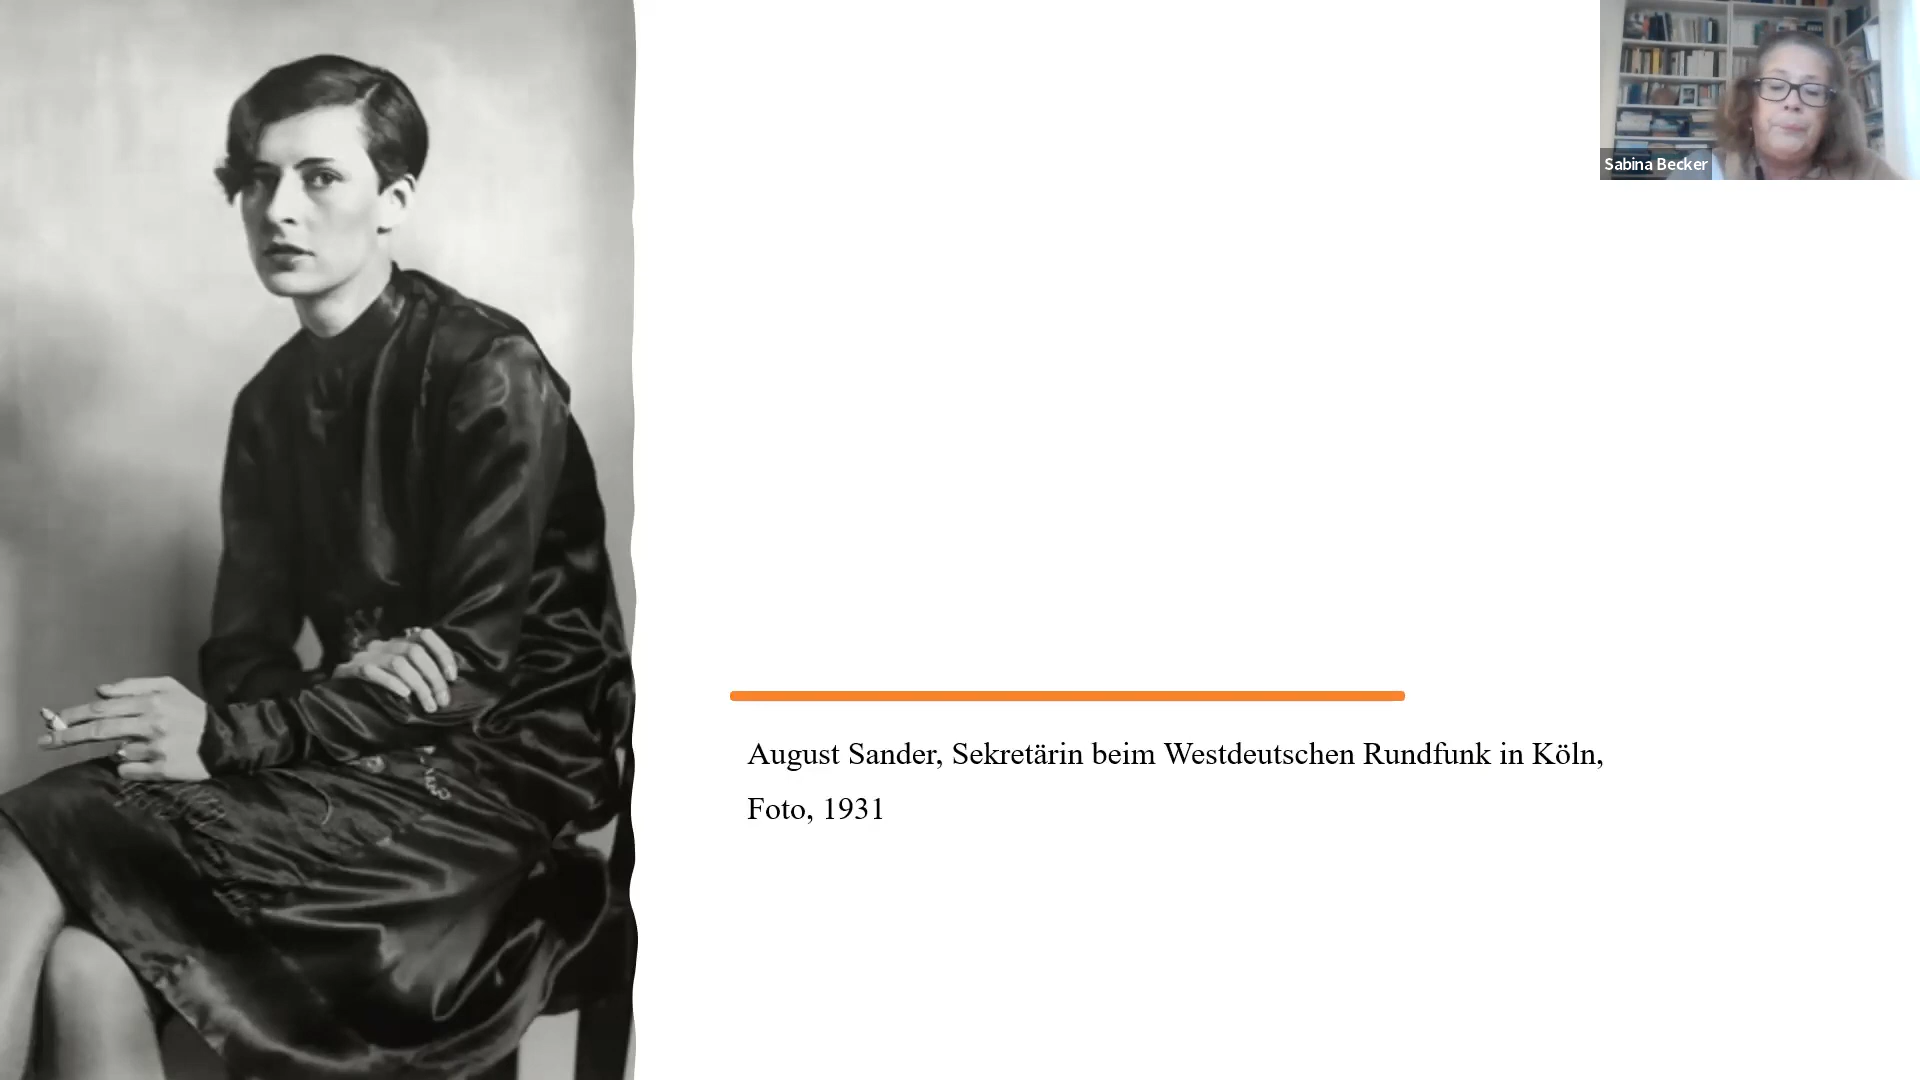 Sabina Becker
August Sander, Sekretärin beim Westdeutschen Rundfunk in Köln,
Foto, 1931